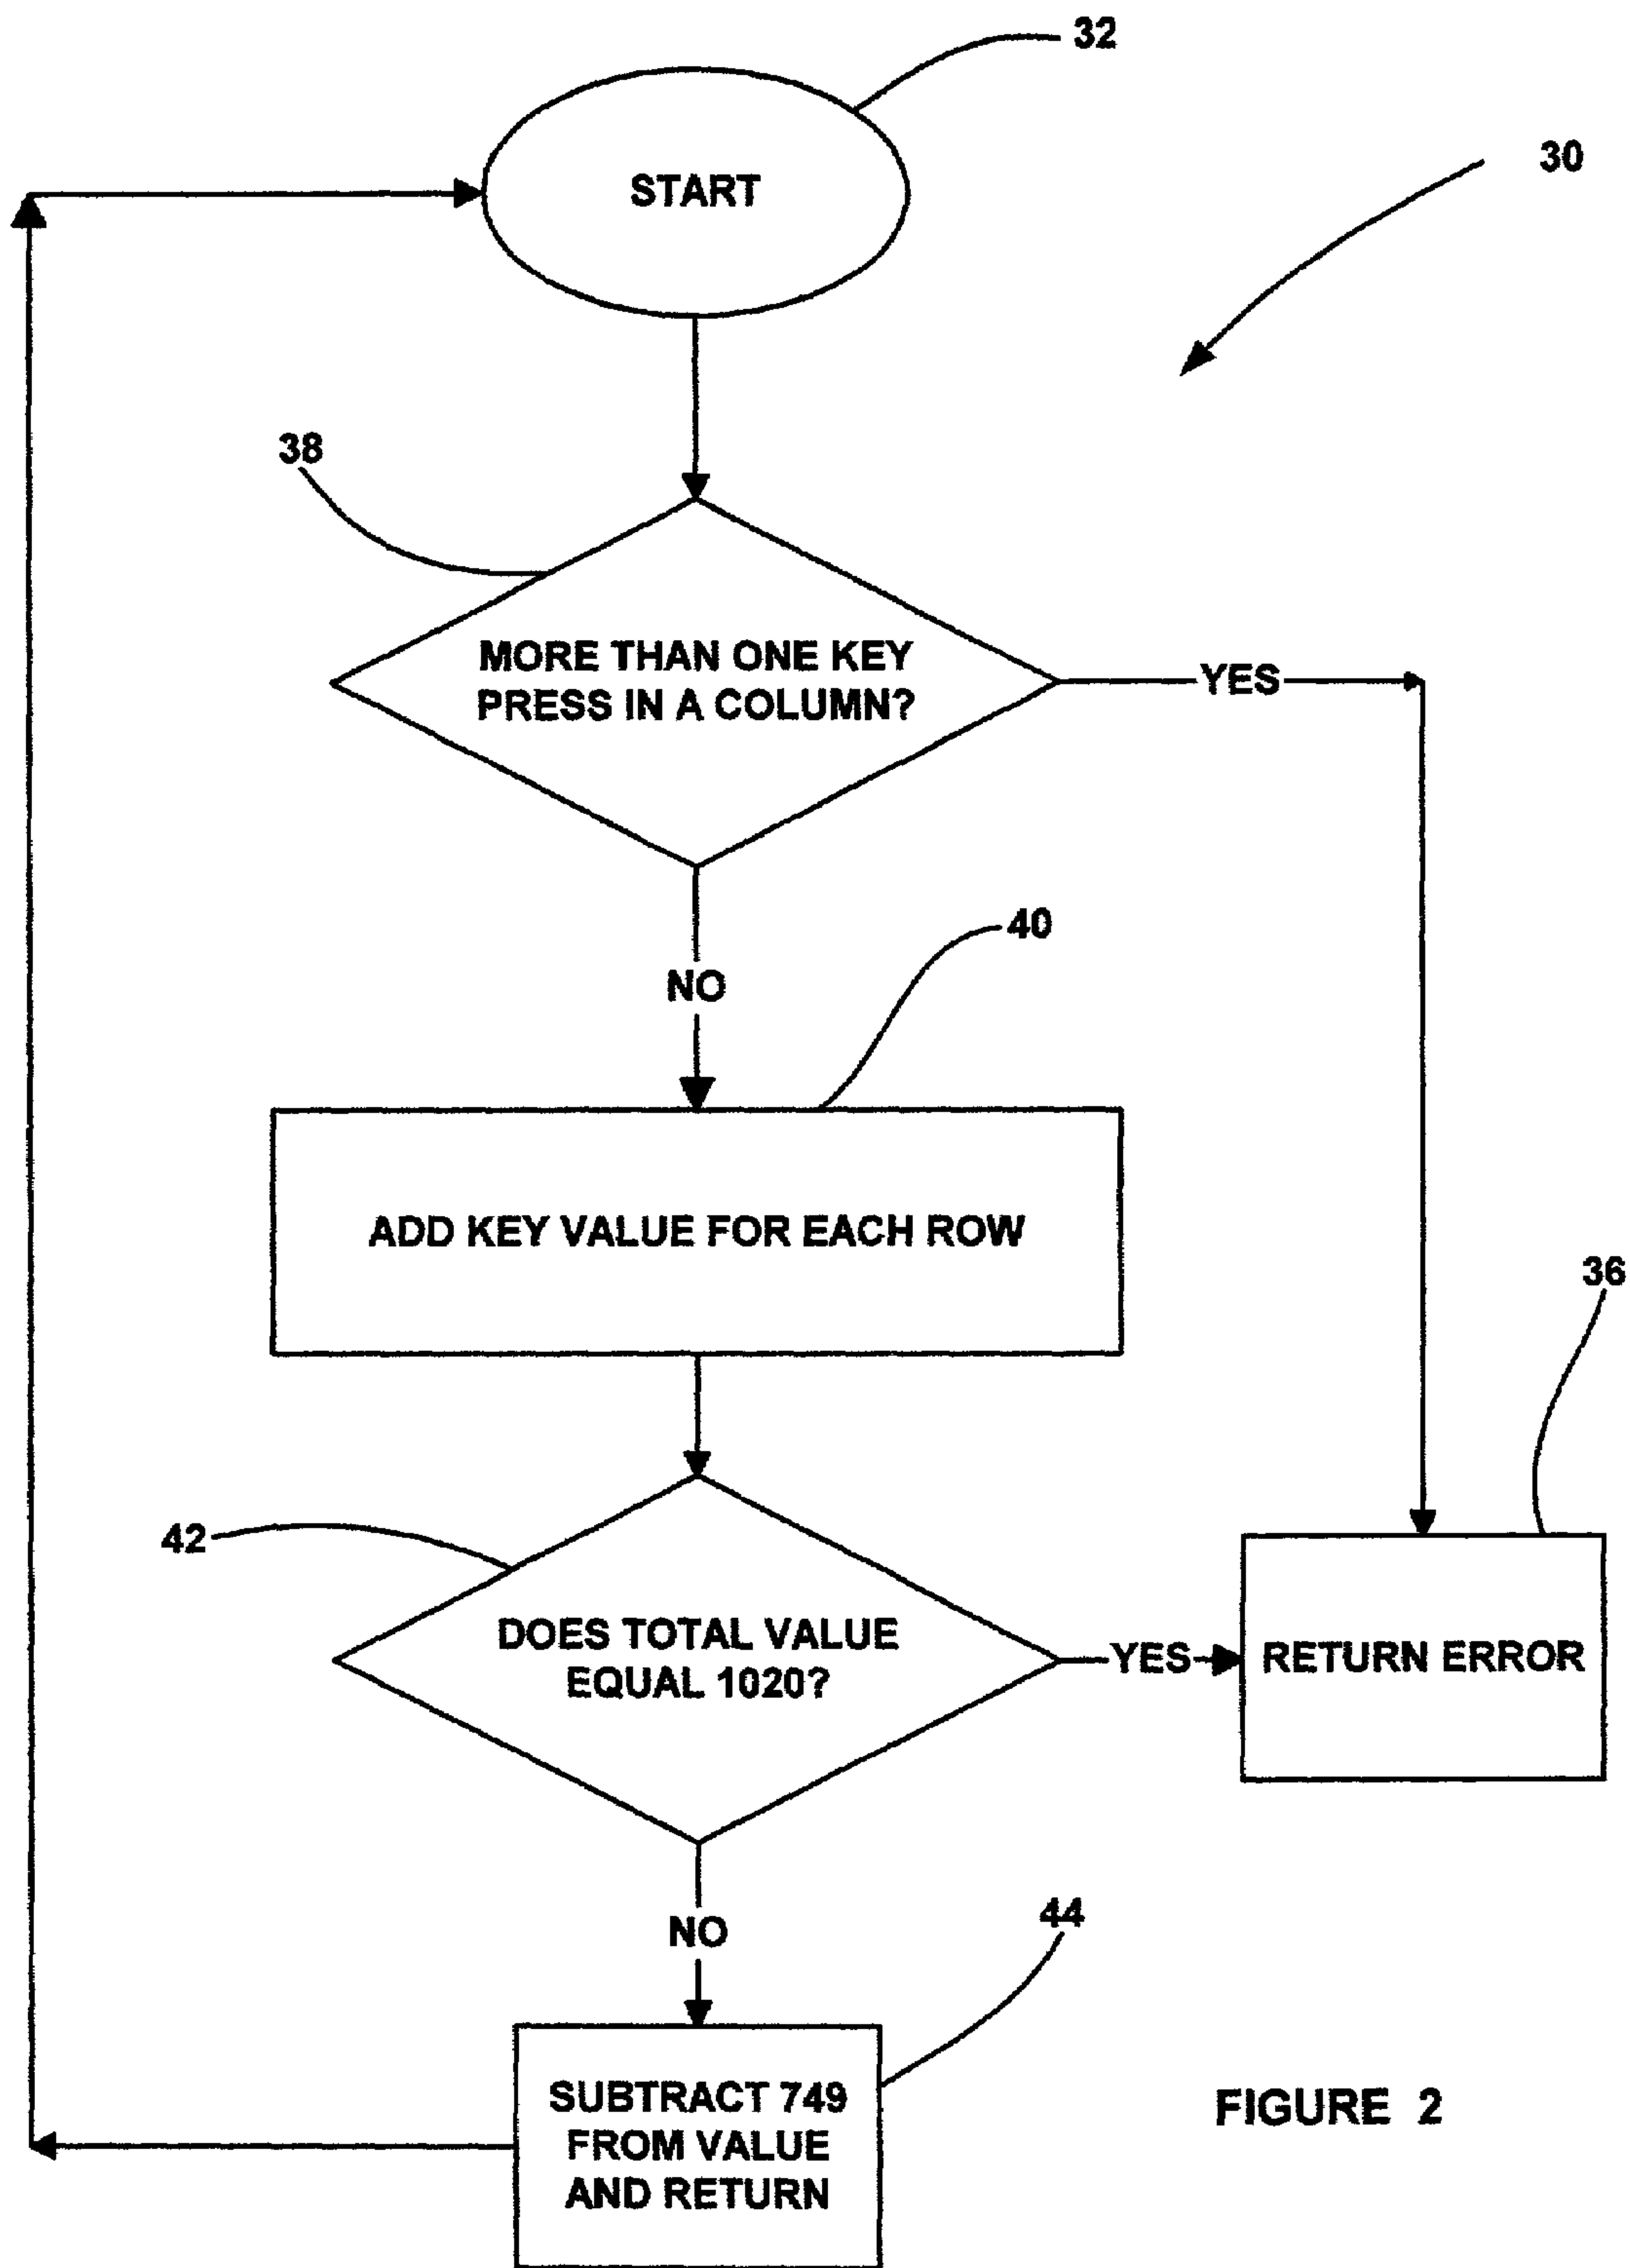 32
START
30
38
MORE THAN ONE KEY
PRESS IN A COLUMN?
YES
NO
40
ADD KEY VALUE FOR EACH ROW
36
42
DOES TOTAL VALUE
EQUAL 1020?
YES
RETURN ERROR
NO
44
SUBTRACT 749
FROM VALUE
AND RETURN
FIGURE 2